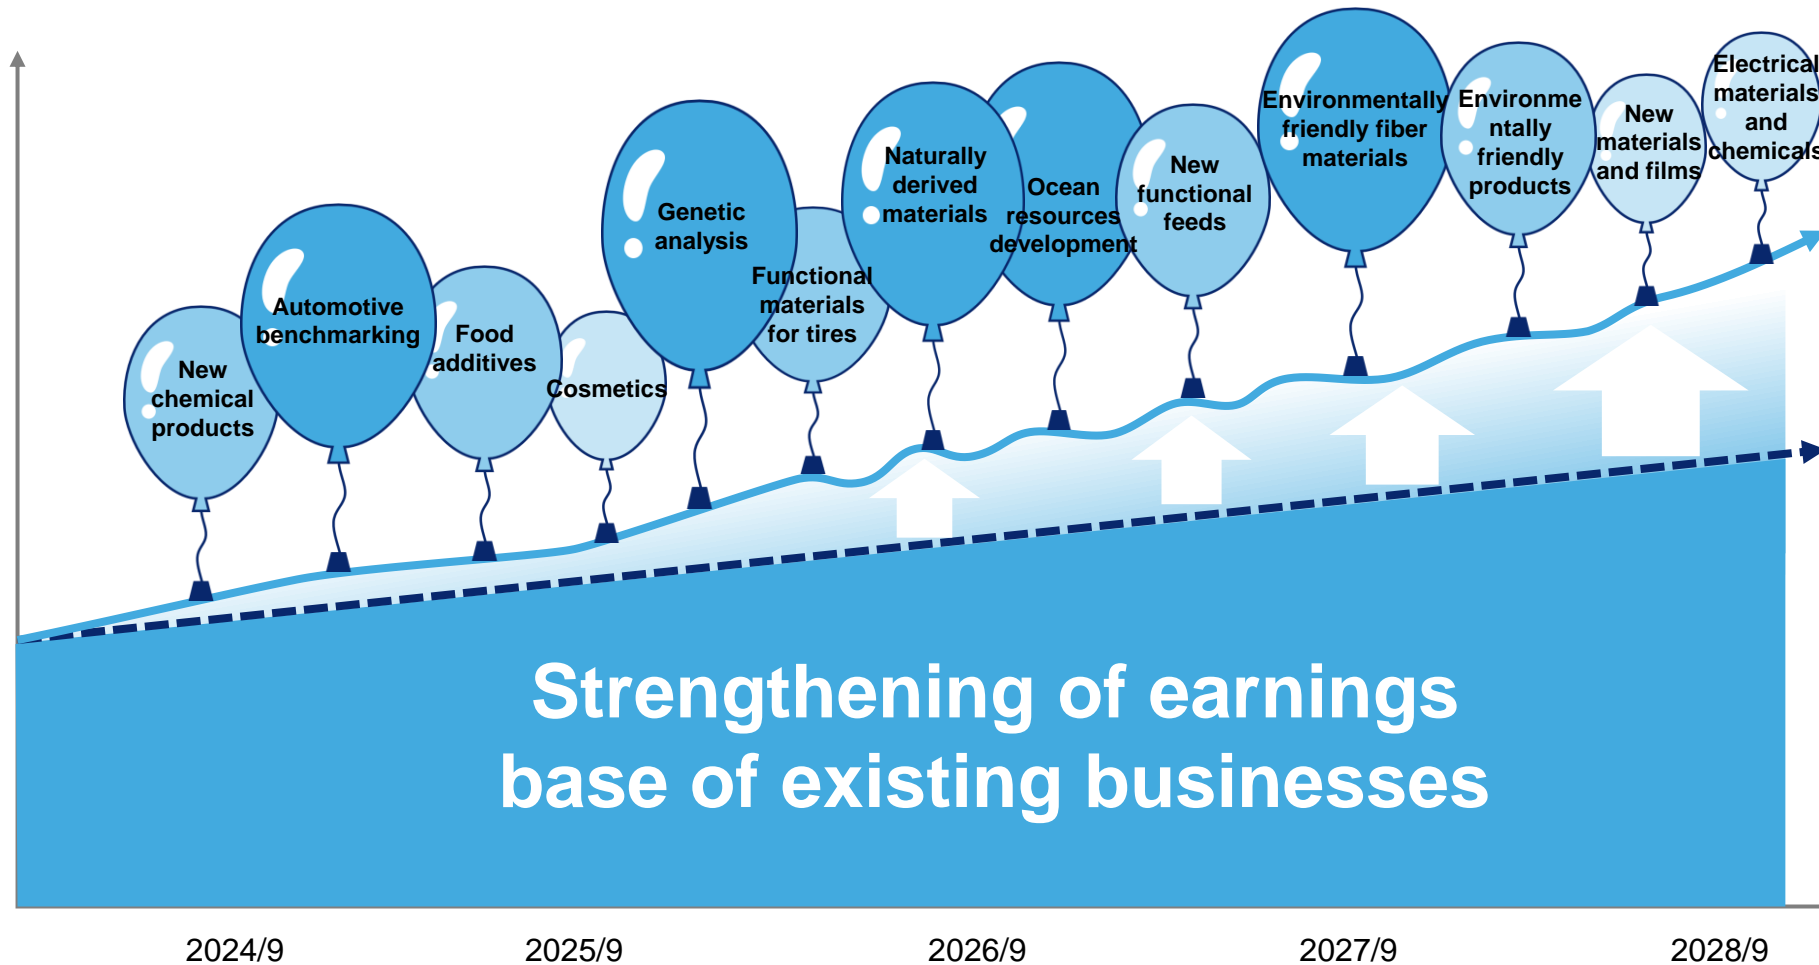 New
chemical
products
Automotive
benchmarking
Food
additives
Cosmetics
Genetic
analysis
Functional
materials
for tires
Naturally
derived
materials
Ocean
resources
development
New
functional
feeds
Environmentally
friendly fiber
materials
Environme
ntally
friendly
products
New
materials
and films
Electrical
materials
and
chemicals
Strengthening of earnings
base of existing businesses
2024/9
2025/9
2026/9
2027/9
2028/9